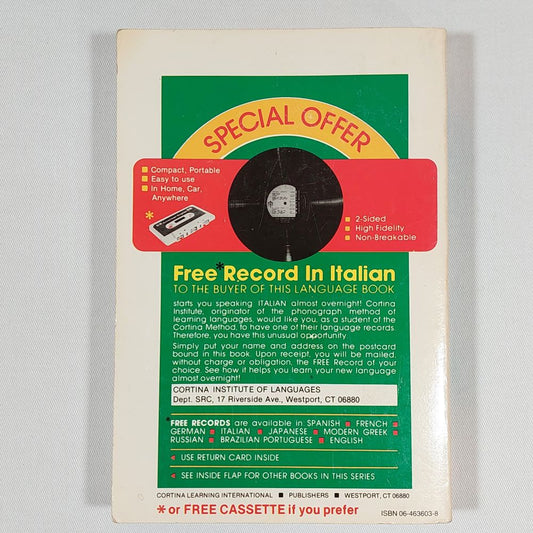 SPECIAL OFFER
■ Compact, Portable
■ Easy to use
■ In Home, Car,
Anywhere
*
■ 2-Sided
■ High Fidelity
■ Non-Breakable
Free* Record In Italian
TO THE BUYER OF THIS LANGUAGE BOOK
starts you speaking ITALIAN almost overnight! Cortina
Institute, originator of the phonograph method of
learning languages, would like you, as a student of the
Cortina Method, to have one of their language records.
Therefore, you have this unusual opportunity
Simply put your name and address on the postcard
bound in this book. Upon receipt, you will be mailed,
without charge or obligation, the FREE Record of your
choice. See how it helps you learn your new language
almost overnight!
CORTINA INSTITUTE OF LANGUAGES
Dept. SRC, 17 Riverside Ave., Westport, CT 06880
*FREE RECORDS are available in SPANISH ■ FRENCH ■
GERMAN ■ ITALIAN ■ JAPANESE ■ MODERN GREEK ■
RUSSIAN ■ BRAZILIAN PORTUGUESE ■ ENGLISH
◄ USE RETURN CARD INSIDE
◄ SEE INSIDE FLAP FOR OTHER BOOKS IN THIS SERIES
CORTINA LEARNING INTERNATIONAL ■ PUBLISHERS ■ WESTPORT, CT 06880
* or FREE CASSETTE if you prefer
ISBN 06-463603-8